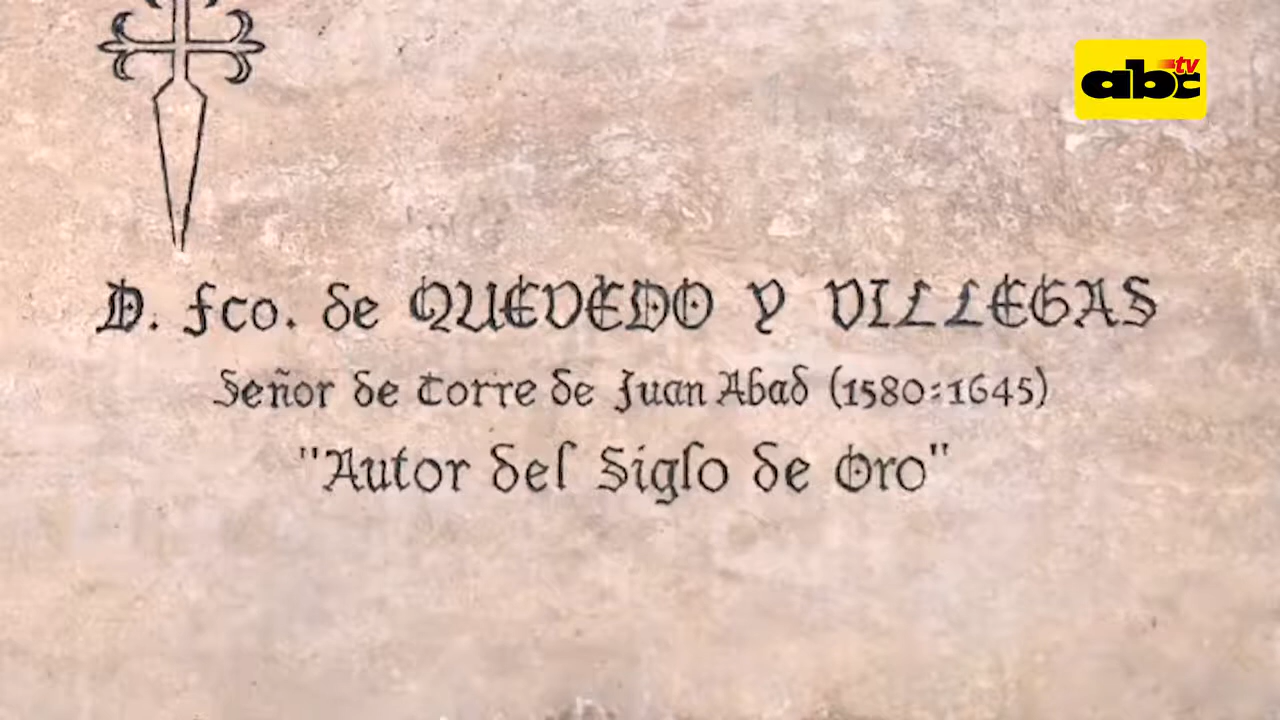 abc tv
D. fco. de QUEVEDO Y VILLEGAS
Señor de Torre de Juan Abad (1580-1645)
"Autor del Siglo de Oro"